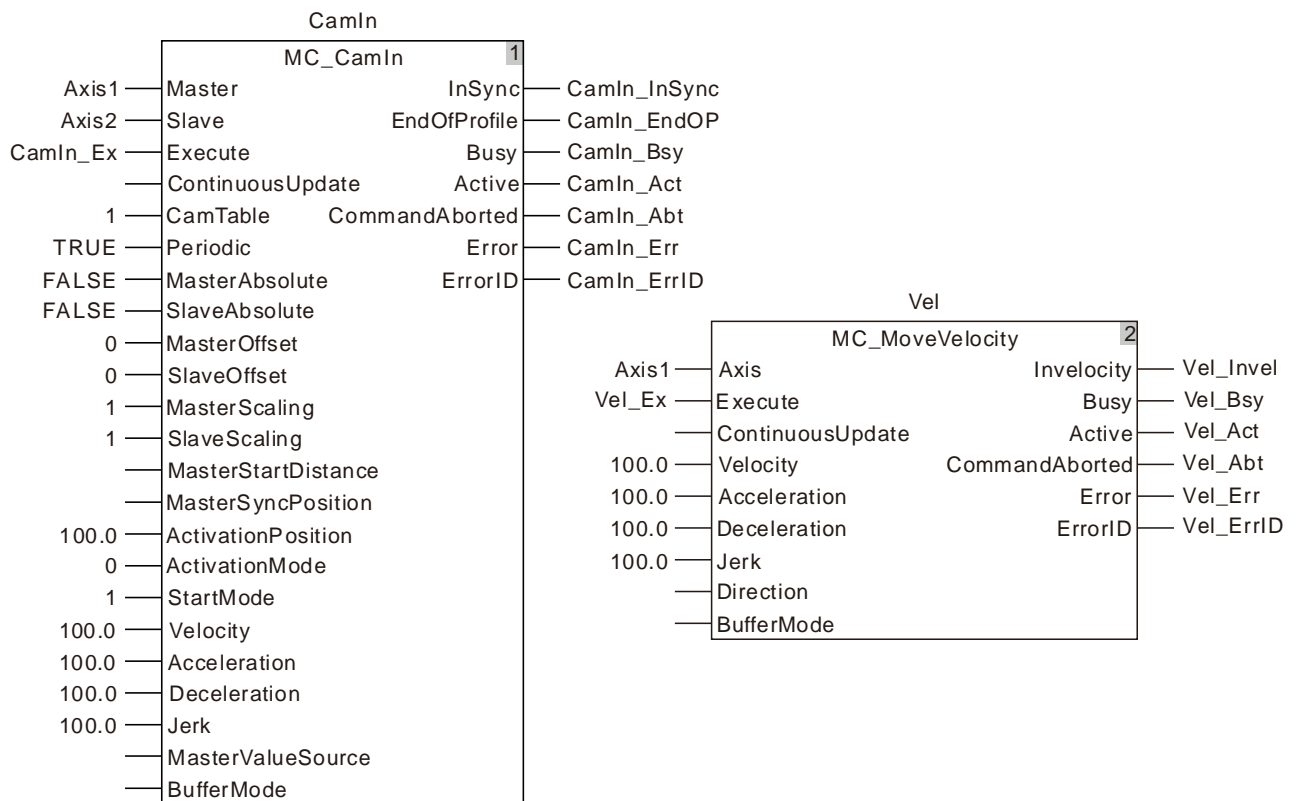 CamIn
MC_CamIn 1
Axis1 Master InSync CamIn_InSync
Axis2 Slave EndOfProfile CamIn_EndOP
CamIn_Ex Execute Busy CamIn_Bsy
ContinuousUpdate Active CamIn_Act
1 CamTable CommandAborted CamIn_Abt
TRUE Periodic Error CamIn_Err
FALSE MasterAbsolute ErrorID CamIn_ErrID
FALSE SlaveAbsolute
0 MasterOffset
0 SlaveOffset
1 MasterScaling
1 SlaveScaling
MasterStartDistance
MasterSyncPosition
100.0 ActivationPosition
0 ActivationMode
1 StartMode
100.0 Velocity
100.0 Acceleration
100.0 Deceleration
100.0 Jerk
MasterValueSource
BufferMode
Vel
MC_MoveVelocity 2
Axis1 Axis Invelocity Vel_Invel
Vel_Ex Execute Busy Vel_Bsy
ContinuousUpdate Active Vel_Act
100.0 Velocity CommandAborted Vel_Abt
100.0 Acceleration Error Vel_Err
100.0 Deceleration ErrorID Vel_ErrID
100.0 Jerk
Direction
BufferMode